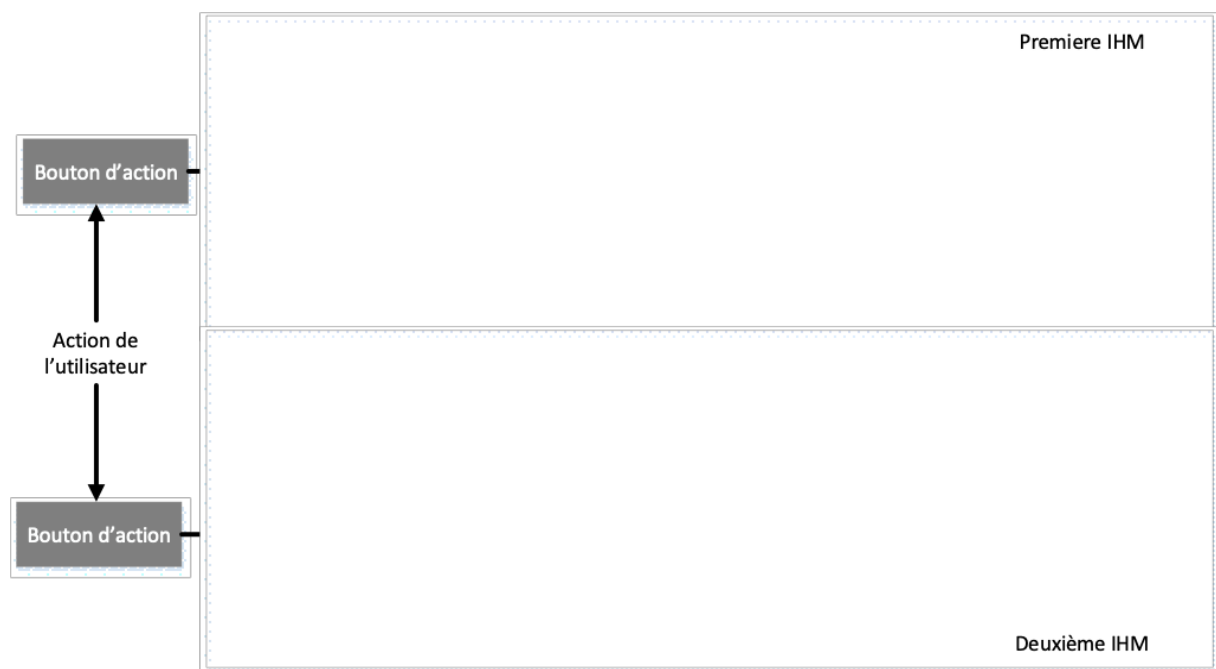 Premiere IHM
Bouton d’action
Action de
l’utilisateur
Bouton d’action
Deuxième IHM